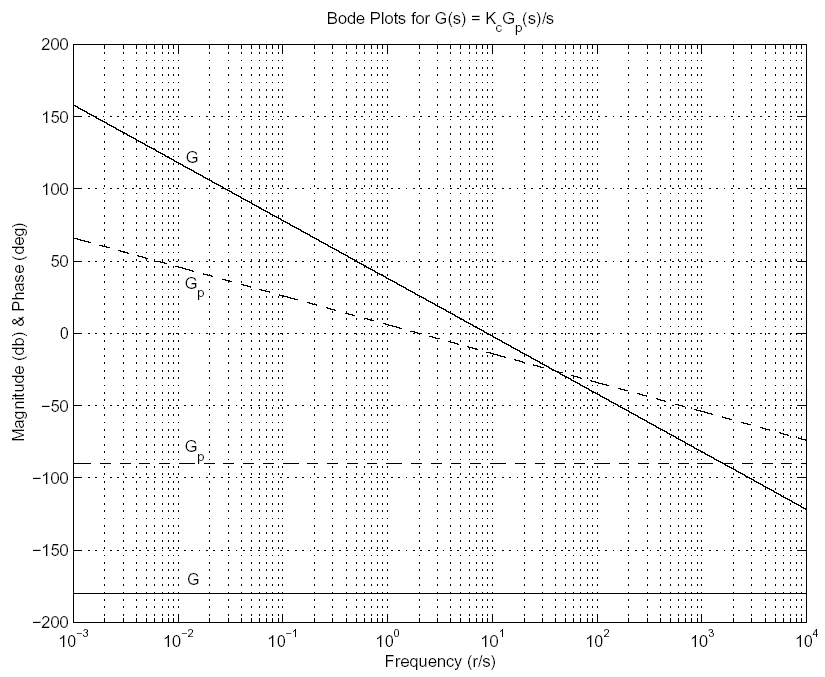 Bode Plots for G(s) = K_cG_p(s)/s
Magnitude (db) & Phase (deg)
200
150
100
50
0
−50
−100
−150
−200
G
G_p
G_p
G
10^−3
10^−2
10^−1
10^0
10^1
10^2
10^3
10^4
Frequency (r/s)